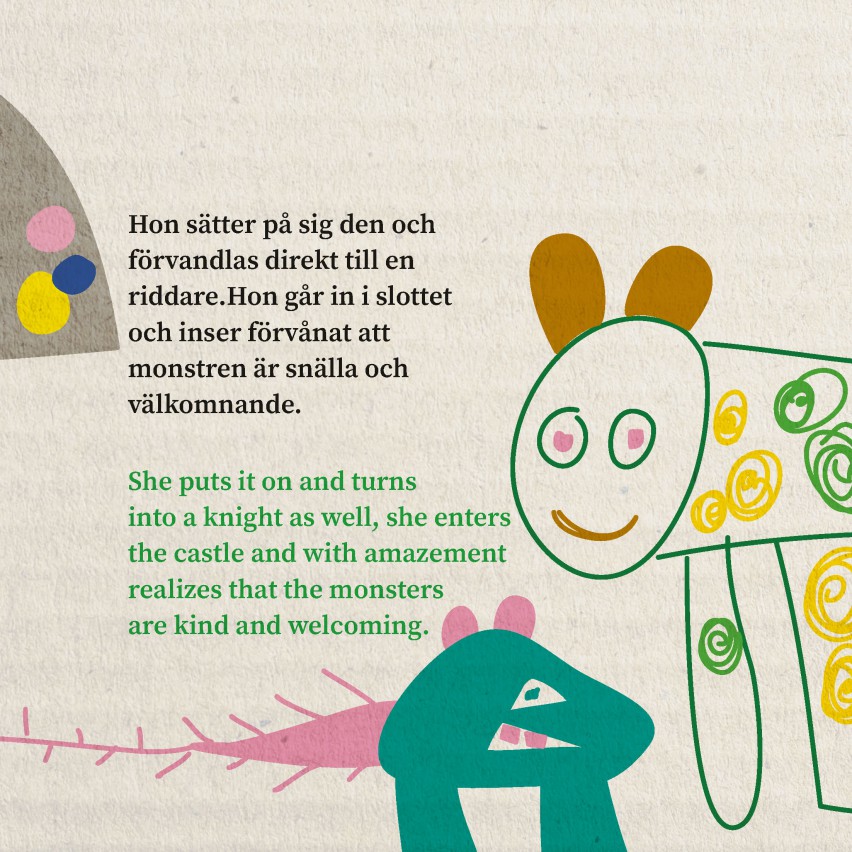 Hon sätter på sig den och
förvandlas direkt till en
riddare.Hon går in i slottet
och inser förvånat att
monstren är snälla och
välkomnande.
She puts it on and turns
into a knight as well, she enters
the castle and with amazement
realizes that the monsters
are kind and welcoming.